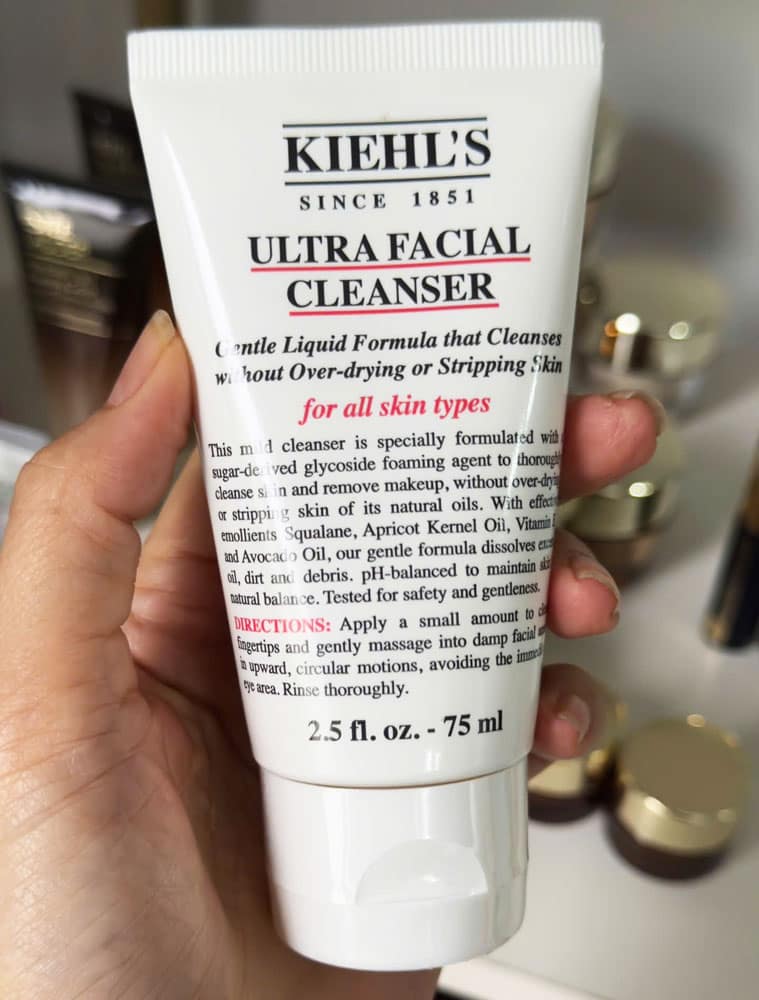 KIEHL'S
SINCE 1851
ULTRA FACIAL
CLEANSER
Gentle Liquid Formula that Cleanses
without Over-drying or Stripping Skin
for all skin types
This mild cleanser is specially formulated with
sugar-derived glycoside foaming agent to
cleanse skin and remove makeup, without over-drying
or stripping skin of its natural oils. With
emollients Squalane, Apricot Kernel Oil, Vitamin
and Avocado Oil, our gentle formula dissolves
oil, dirt and debris. pH-balanced to maintain
natural balance. Tested for safety and gentleness.
DIRECTIONS: Apply a small amount to
fingertips and gently massage into damp facial
in upward, circular motions, avoiding the
eye area. Rinse thoroughly.
2.5 fl. oz. - 75 ml